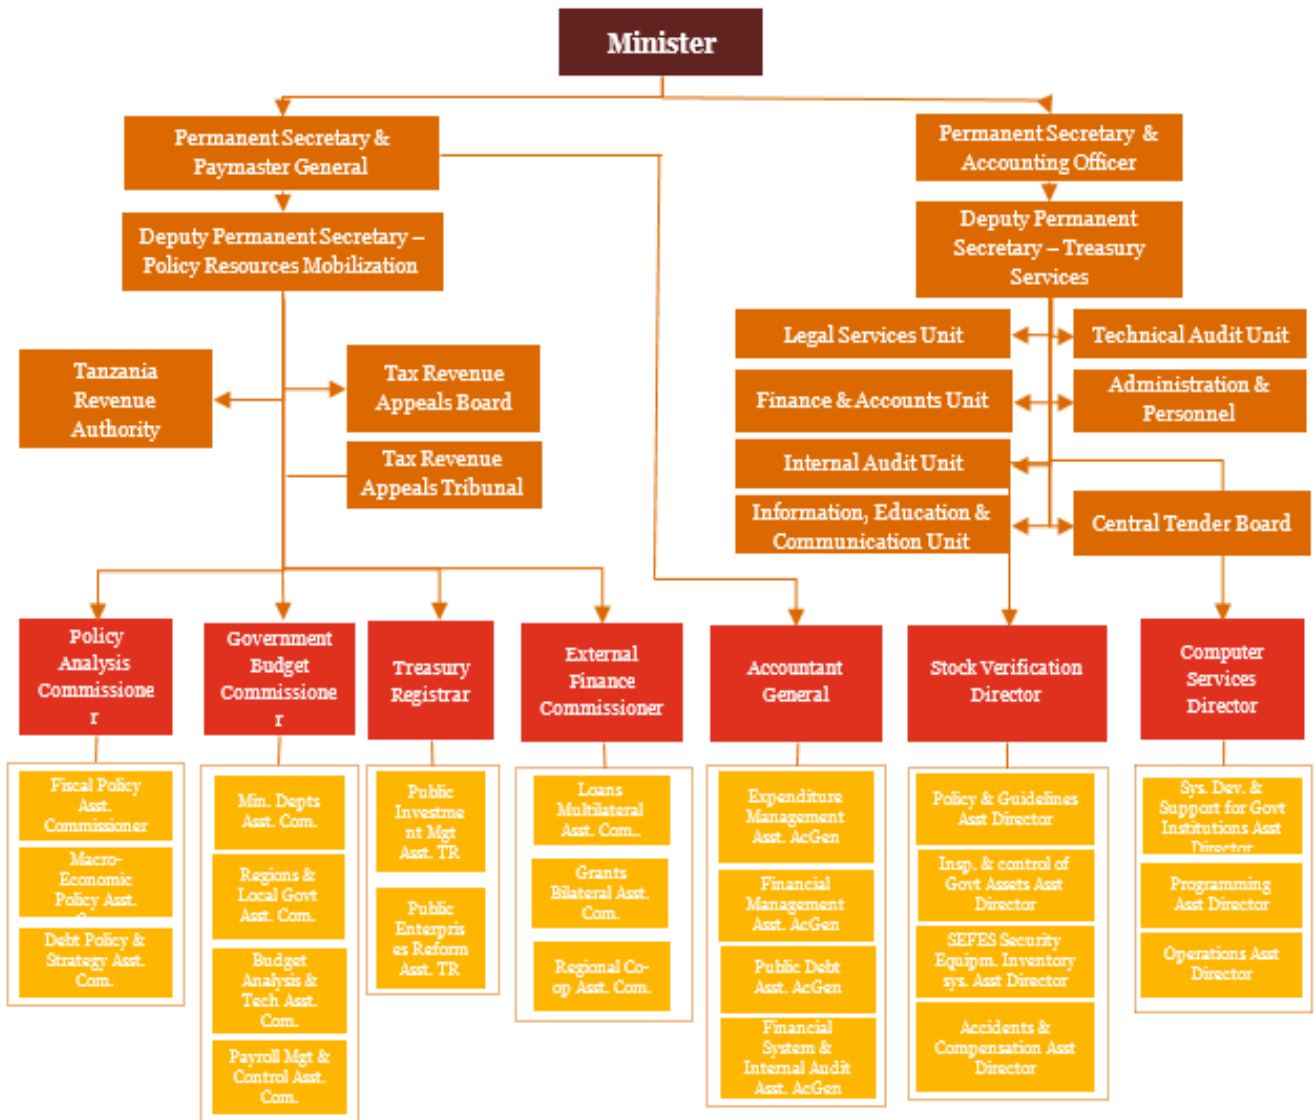 Minister
Permanent Secretary &
Paymaster General
Permanent Secretary &
Accounting Officer
Deputy Permanent Secretary –
Policy Resources Mobilization
Deputy Permanent
Secretary – Treasury
Services
Legal Services Unit
Technical Audit Unit
Tanzania
Revenue
Authority
Tax Revenue
Appeals Board
Finance & Accounts Unit
Administration &
Personnel
Tax Revenue
Appeals Tribunal
Internal Audit Unit
Information, Education &
Communication Unit
Central Tender Board
Policy
Analysis
Commissione
r
Government
Budget
Commissione
r
Treasury
Registrar
External
Finance
Commissioner
Accountant
General
Stock Verification
Director
Computer
Services
Director
Fiscal Policy
Asst.
Commissioner
Macro-
Economic
Policy Asst.
Debt Policy &
Strategy Asst.
Com.
Min. Depts
Asst. Com.
Regions &
Local Govt
Asst. Com.
Budget
Analysis &
Tech Asst.
Com.
Payroll Mgt &
Control Asst.
Com.
Public
Investme
nt Mgt
Asst. TR
Public
Enterpris
es Reform
Asst. TR
Loans
Multilateral
Asst. Com..
Grants
Bilateral Asst.
Com.
Regional Co-
op Asst. Com.
Expenditure
Management
Asst. AcGen
Financial
Management
Asst. AcGen
Public Debt
Asst. AcGen
Financial
System &
Internal Audit
Asst. AcGen
Policy & Guidelines
Asst Director
Insp. & control of
Govt Assets Asst
Director
SEFES Security
Equipm. Inventory
sys. Asst Director
Accidents &
Compensation Asst
Director
Sys. Dev. &
Support for Govt
Institutions Asst
Director
Programming
Asst Director
Operations Asst
Director